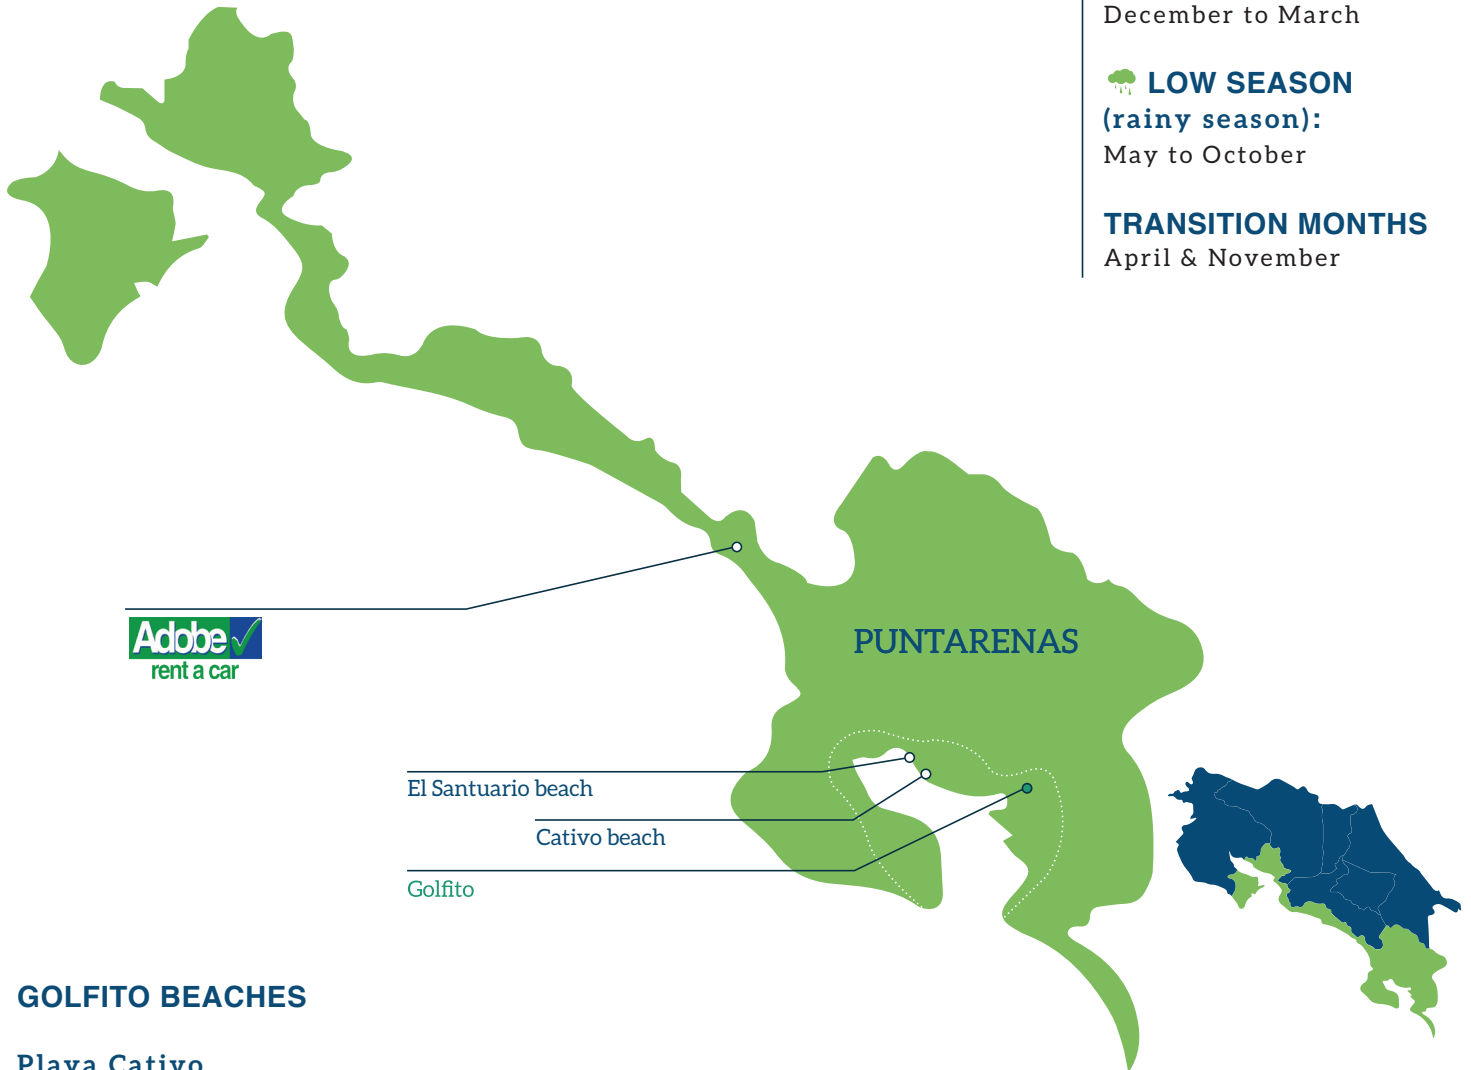 December to March
LOW SEASON
(rainy season):
May to October
TRANSITION MONTHS
April & November
Adobe
rent a car
PUNTARENAS
El Santuario beach
Cativo beach
Golfito
GOLFITO BEACHES
Playa Cativo